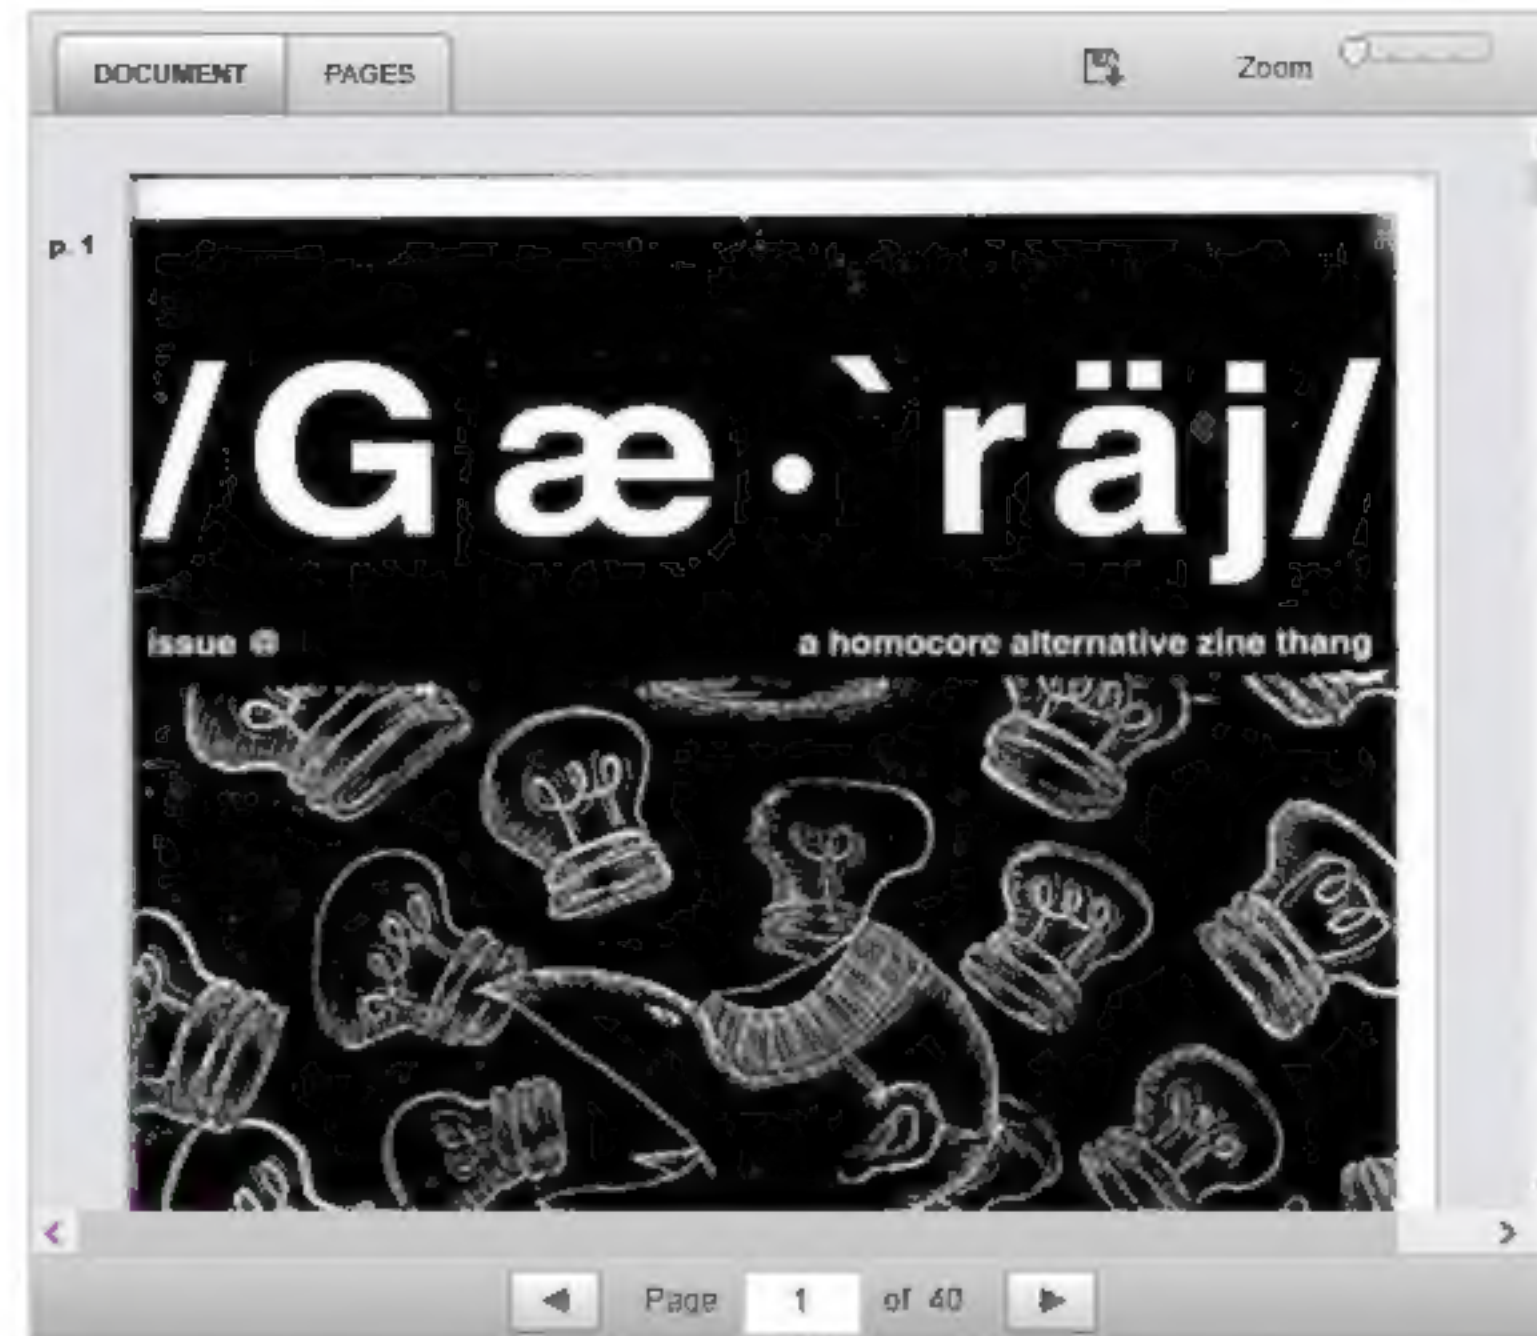 DOCUMENT PAGES Zoom
p. 1
/Gæ·`räj/
issue
a homocore alternative zine thang
Page 1 of 40